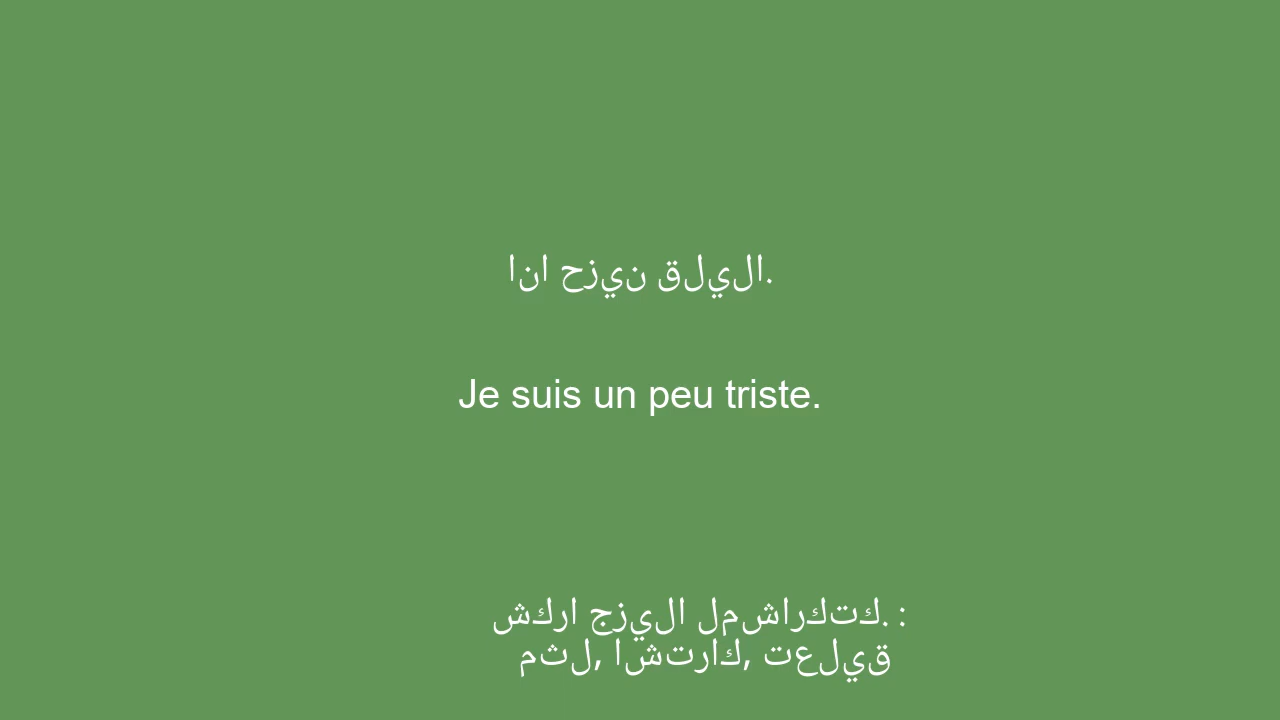 انا حزين قليلا.
Je suis un peu triste.
شكرا جزيلا لمشاركتك. :
مثل, اشتراك, تعليق